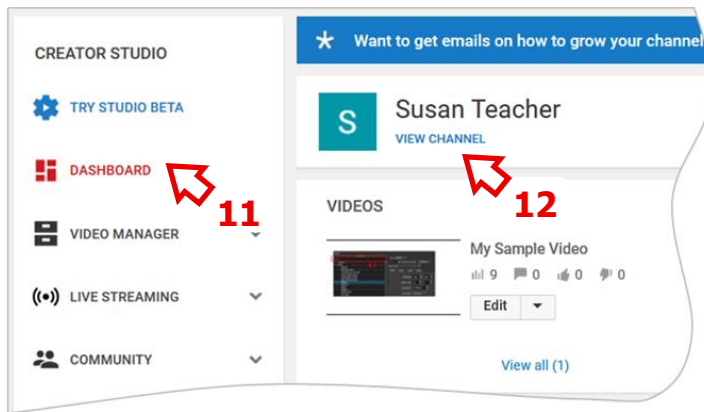 CREATOR STUDIO
TRY STUDIO BETA
DASHBOARD
11
VIDEO MANAGER
LIVE STREAMING
COMMUNITY
Want to get emails on how to grow your channel
S
Susan Teacher
VIEW CHANNEL
12
VIDEOS
My Sample Video
9 0 0 0
Edit
View all (1)